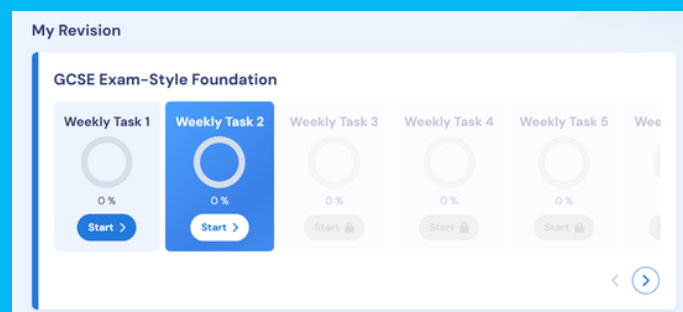 My Revision
GCSE Exam-Style Foundation
Weekly Task 1 Weekly Task 2 Weekly Task 3 Weekly Task 4 Weekly Task 5 Wee
0 % 0 % 0 % 0 % 0 %
Start Start Start Start Start